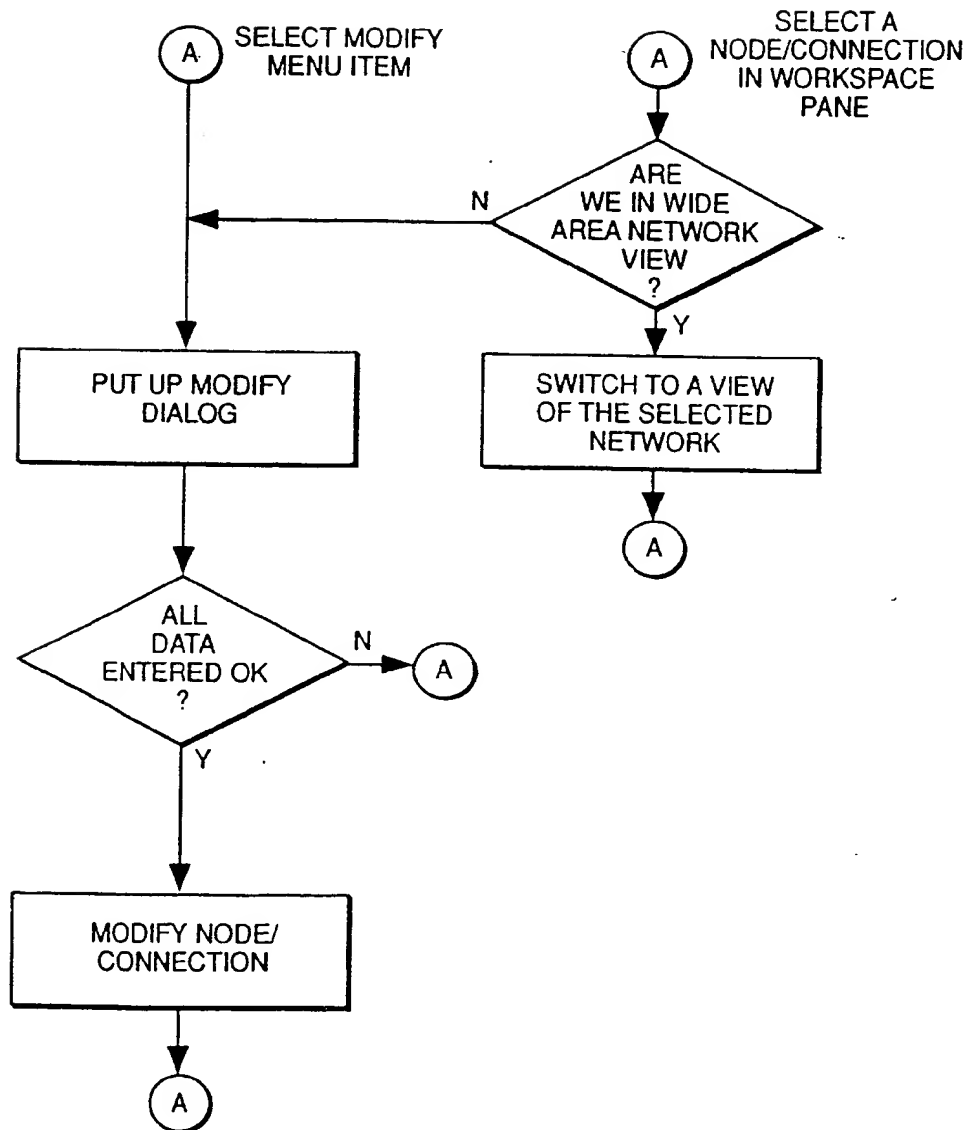 A
SELECT MODIFY
MENU ITEM
A
SELECT A
NODE/CONNECTION
IN WORKSPACE
PANE
N
ARE
WE IN WIDE
AREA NETWORK
VIEW
?
Y
PUT UP MODIFY
DIALOG
SWITCH TO A VIEW
OF THE SELECTED
NETWORK
A
ALL
DATA
ENTERED OK
?
N
A
Y
MODIFY NODE/
CONNECTION
A